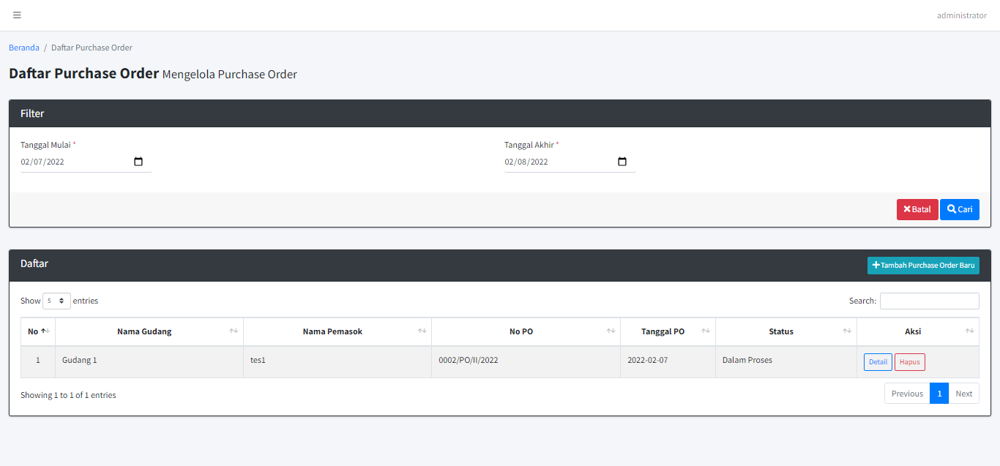 administrator
Beranda / Daftar Purchase Order
Daftar Purchase Order Mengelola Purchase Order
Filter
Tanggal Mulai * Tanggal Akhir *
02/07/2022 02/08/2022
Batal Cari
Daftar Tambah Purchase Order Baru
Show 5 entries Search:
No Nama Gudang Nama Pemasok No PO Tanggal PO Status Aksi
1 Gudang 1 tes1 0002/PO/II/2022 2022-02-07 Dalam Proses Detail Hapus
Showing 1 to 1 of 1 entries Previous 1 Next